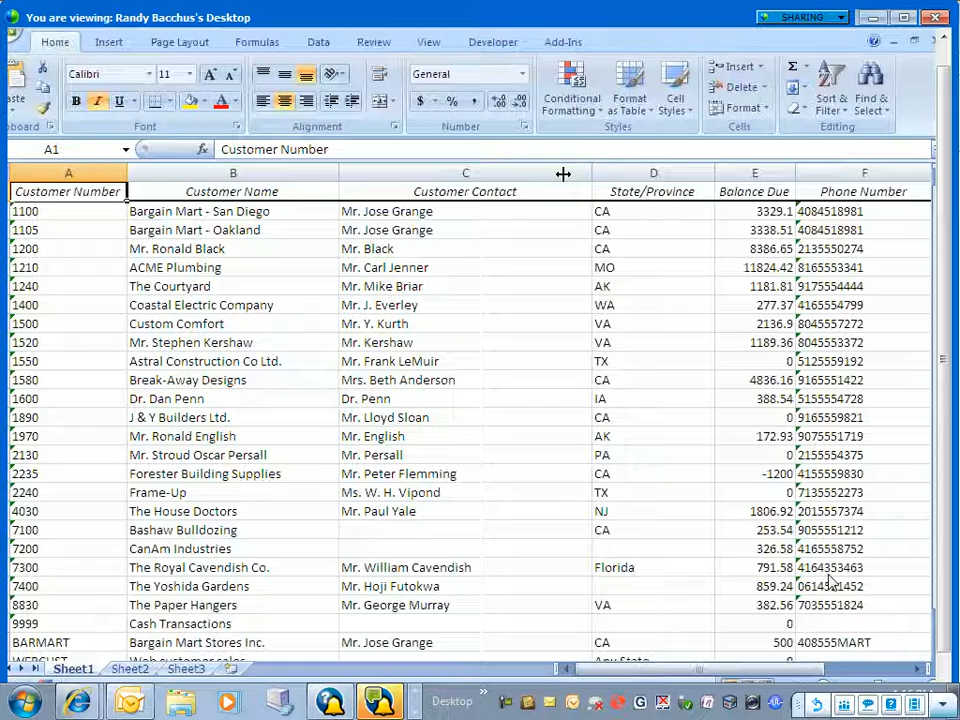 You are viewing: Randy Bacchus's Desktop
SHARING
Home Insert Page Layout Formulas Data Review View Developer Add-Ins
Calibri 11 General Insert Σ
aste B I U A $ % , Conditional Formatting Format as Table Cell Styles Delete Format Sort & Filter Find & Select
board Font Alignment Number Styles Cells Editing
A1 fx Customer Number
A B C D E F
Customer Number Customer Name Customer Contact State/Province Balance Due Phone Number
1100 Bargain Mart - San Diego Mr. Jose Grange CA 3329.1 4084518981
1105 Bargain Mart - Oakland Mr. Jose Grange CA 3338.51 4084518981
1200 Mr. Ronald Black Mr. Black CA 8386.65 2135550274
1210 ACME Plumbing Mr. Carl Jenner MO 11824.42 8165553341
1240 The Courtyard Mr. Mike Briar AK 1181.81 9175554444
1400 Coastal Electric Company Mr. J. Everley WA 277.37 4165554799
1500 Custom Comfort Mr. Y. Kurth VA 2136.9 8045557272
1520 Mr. Stephen Kershaw Mr. Kershaw VA 1189.36 8045553372
1550 Astral Construction Co Ltd. Mr. Frank LeMuir TX 0 5125559192
1580 Break-Away Designs Mrs. Beth Anderson CA 4836.16 9165551422
1600 Dr. Dan Penn Dr. Penn IA 388.54 5155554728
1890 J & Y Builders Ltd. Mr. Lloyd Sloan CA 0 9165559821
1970 Mr. Ronald English Mr. English AK 172.93 9075551719
2130 Mr. Stroud Oscar Persall Mr. Persall PA 0 2155554375
2235 Forester Building Supplies Mr. Peter Flemming CA -1200 4155559830
2240 Frame-Up Ms. W. H. Vipond TX 0 7135552273
4030 The House Doctors Mr. Paul Yale NJ 1806.92 2015557374
7100 Bashaw Bulldozing CA 253.54 9055551212
7200 CanAm Industries 326.58 4165558752
7300 The Royal Cavendish Co. Mr. William Cavendish Florida 791.58 4164353463
7400 The Yoshida Gardens Mr. Hoji Futokwa 859.24
8830 The Paper Hangers Mr. George Murray VA 382.56 7035551824
9999 Cash Transactions 0
BARMART Bargain Mart Stores Inc. Mr. Jose Grange CA 500 408555MART
WEBCUST Web customer sales Any State 0
Sheet1 Sheet2 Sheet3
Desktop